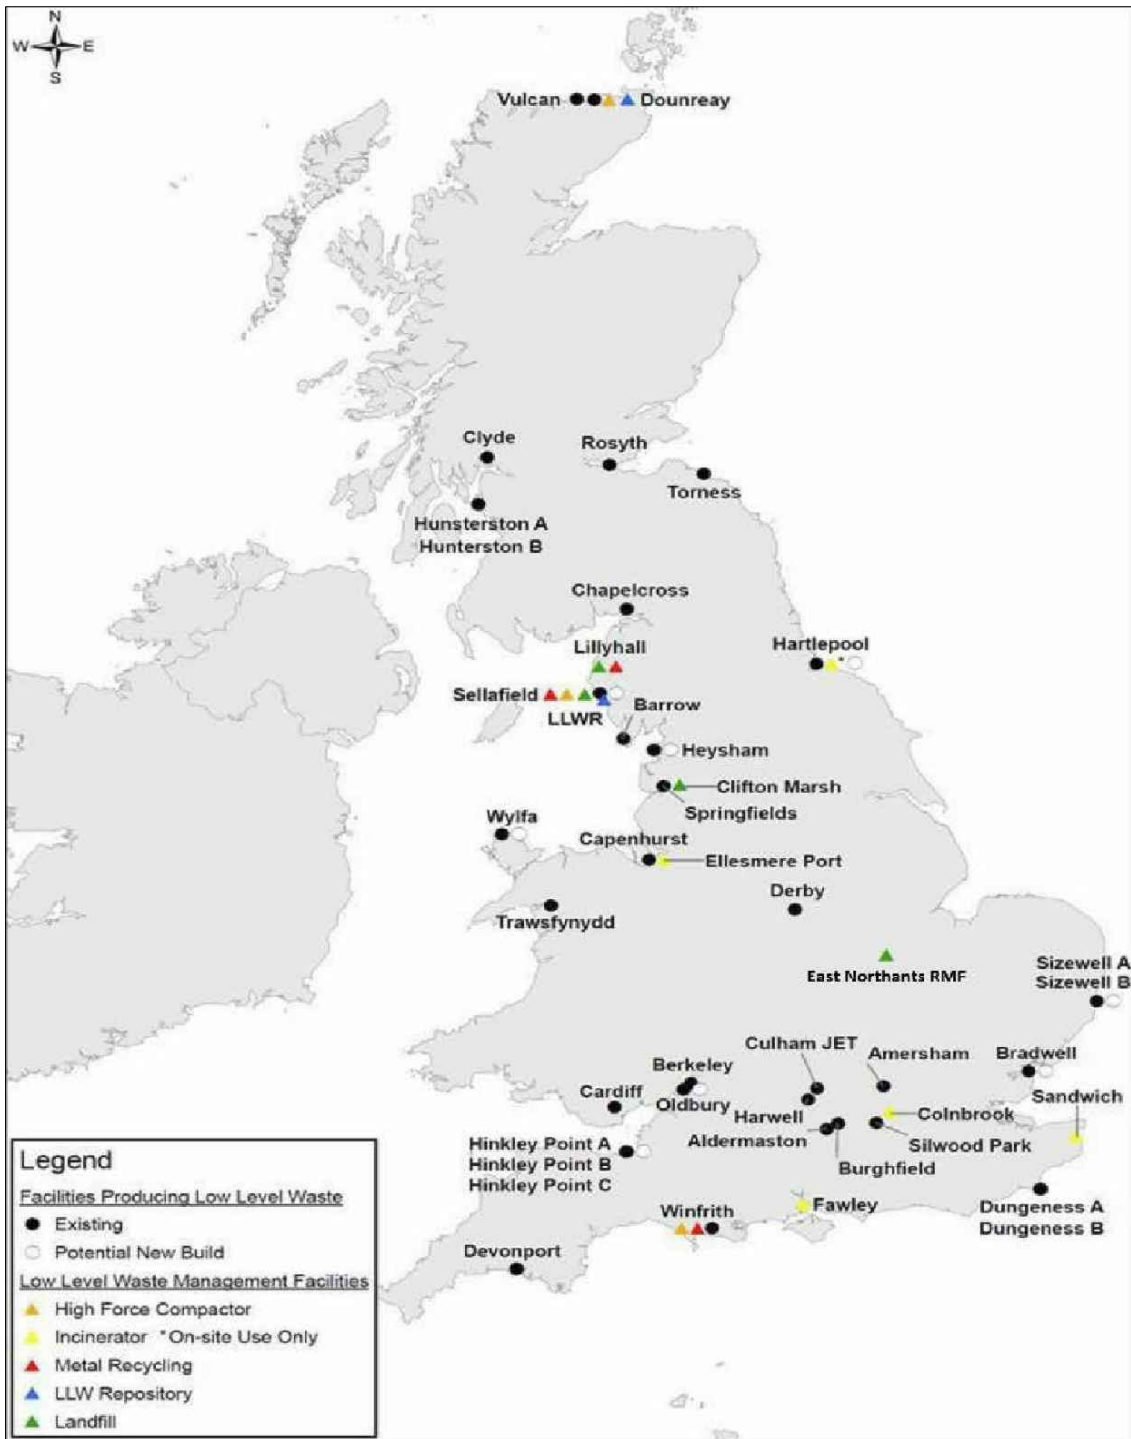 N
W E
S
Vulcan Dounreay
Clyde
Rosyth
Torness
Hunsterston A
Hunterston B
Chapelcross
Lillyhall
Hartlepool
*
Sellafield
LLWR
Barrow
Heysham
Clifton Marsh
Springfields
Wylfa
Capenhurst
Ellesmere Port
Derby
Trawsfynydd
East Northants RMF
Sizewell A
Sizewell B
Culham JET
Amersham
Bradwell
Berkeley
Sandwich
Cardiff
Oldbury
Harwell
Colnbrook
Aldermaston
Silwood Park
Burghfield
Hinkley Point A
Hinkley Point B
Hinkley Point C
Winfrith
Fawley
Dungeness A
Dungeness B
Devonport
Legend
Facilities Producing Low Level Waste
Existing
Potential New Build
Low Level Waste Management Facilities
High Force Compactor
Incinerator *On-site Use Only
Metal Recycling
LLW Repository
Landfill